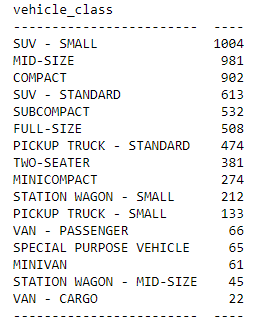 vehicle_class
------------------------  ----
SUV - SMALL               1004
MID-SIZE                   981
COMPACT                    902
SUV - STANDARD             613
SUBCOMPACT                 532
FULL-SIZE                  508
PICKUP TRUCK - STANDARD    474
TWO-SEATER                 381
MINICOMPACT                274
STATION WAGON - SMALL      212
PICKUP TRUCK - SMALL       133
VAN - PASSENGER             66
SPECIAL PURPOSE VEHICLE     65
MINIVAN                     61
STATION WAGON - MID-SIZE    45
VAN - CARGO                 22
------------------------  ----